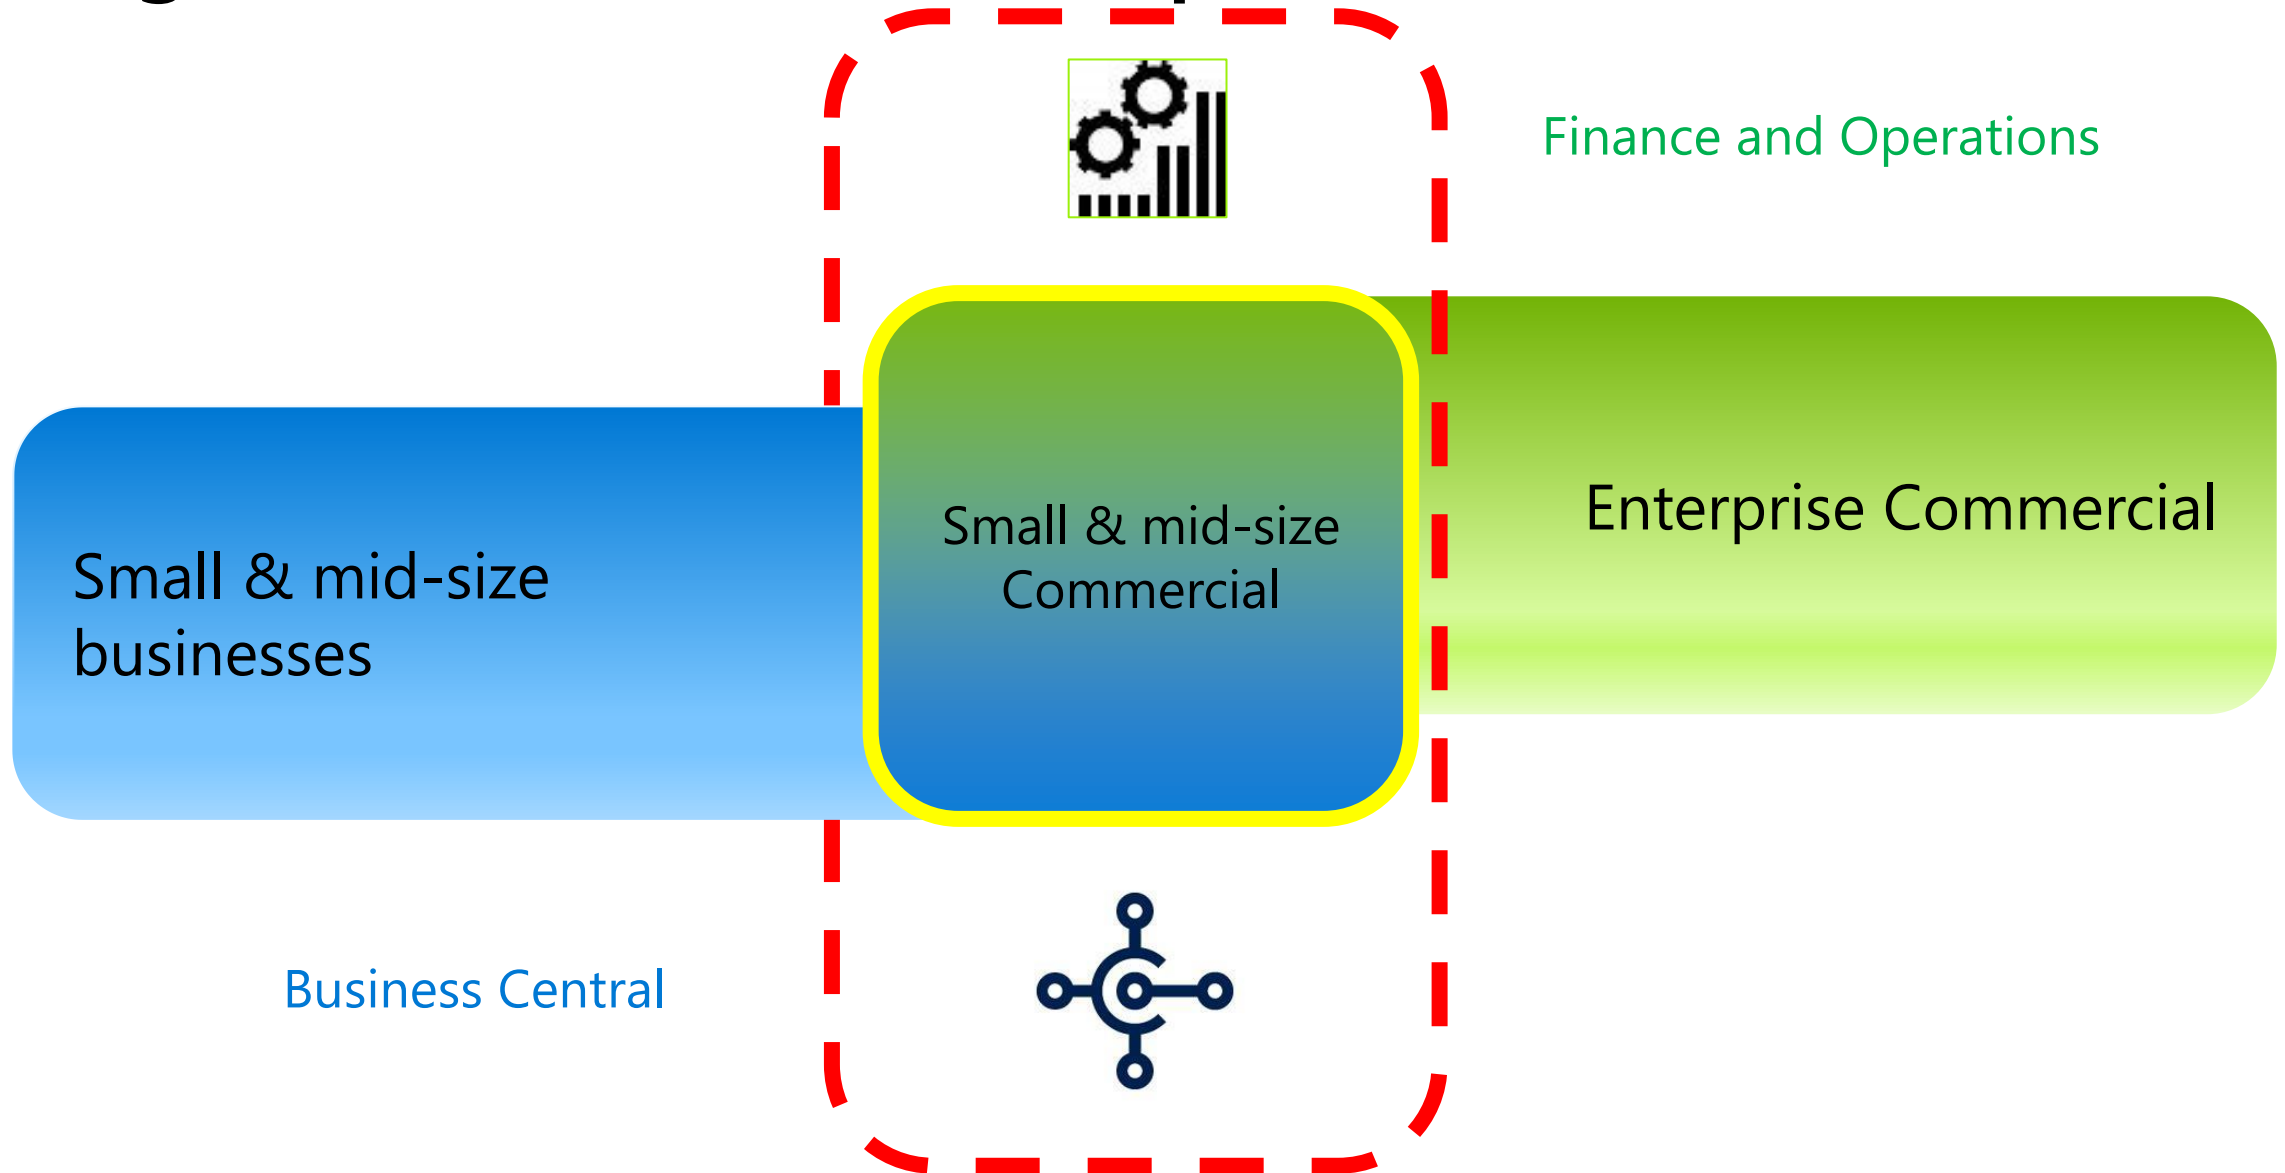 Finance and Operations
Enterprise Commercial
Small & mid-size
Commercial
Small & mid-size
businesses
Business Central